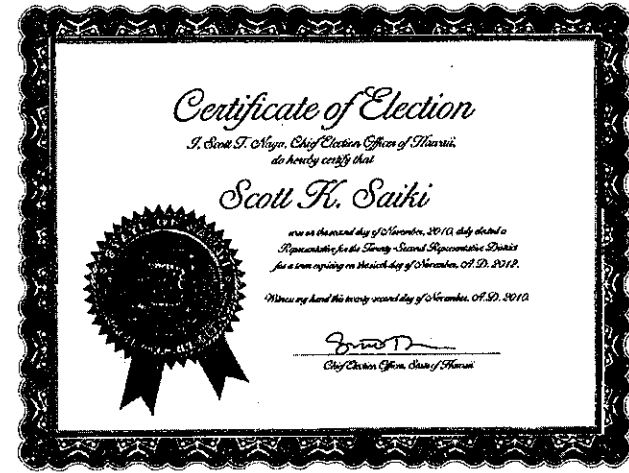 Certificate of Election
I, Scott T. Nago, Chief Election Officer of Hawaii,
do hereby certify that
Scott K. Saiki
was on the second day of November, 2010, duly elected a
Representative for the Twenty-Second Representative District
for a term expiring on the sixth day of November, A.D. 2012.
Witness my hand this twenty-second day of November, A.D. 2010.
Chief Election Officer, State of Hawaii